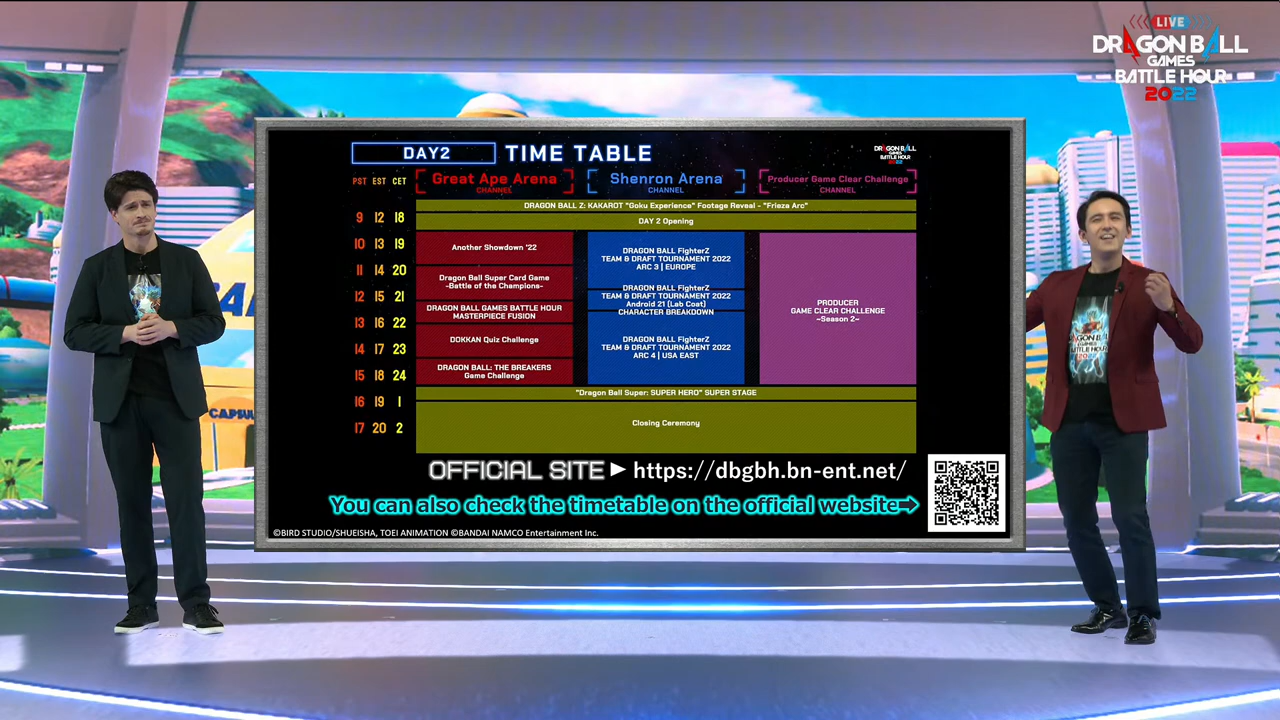 LIVE
DRAGON BALL
GAMES
BATTLE HOUR
2022
DAY2
TIME TABLE
DRAGON BALL
GAMES
BATTLE HOUR
2022
PST EST CET
Great Ape Arena
CHANNEL
Shenron Arena
CHANNEL
Producer Game Clear Challenge
CHANNEL
DRAGON BALL Z: KAKAROT "Goku Experience" Footage Reveal - "Frieza Arc"
9 12 18
DAY 2 Opening
10 13 19
11 14 20
12 15 21
13 16 22
14 17 23
15 18 24
16 19 1
17 20 2
Another Showdown '22
Dragon Ball Super Card Game
-Battle of the Champions-
DRAGON BALL GAMES BATTLE HOUR
MASTERPIECE FUSION
DOKKAN Quiz Challenge
DRAGON BALL: THE BREAKERS
Game Challenge
DRAGON BALL FighterZ
TEAM & DRAFT TOURNAMENT 2022
ARC 3 | EUROPE
DRAGON BALL FighterZ
TEAM & DRAFT TOURNAMENT 2022
Android 21 (Lab Coat)
CHARACTER BREAKDOWN
DRAGON BALL FighterZ
TEAM & DRAFT TOURNAMENT 2022
ARC 4 | USA EAST
PRODUCER
GAME CLEAR CHALLENGE
~Season 2~
"Dragon Ball Super: SUPER HERO" SUPER STAGE
Closing Ceremony
OFFICIAL SITE ▶ https://dbgbh.bn-ent.net/
You can also check the timetable on the official website➡
©BIRD STUDIO/SHUEISHA, TOEI ANIMATION ©BANDAI NAMCO Entertainment Inc.
CAPSU
DRAGON BALL
GAMES
BATTLE HOUR
2022